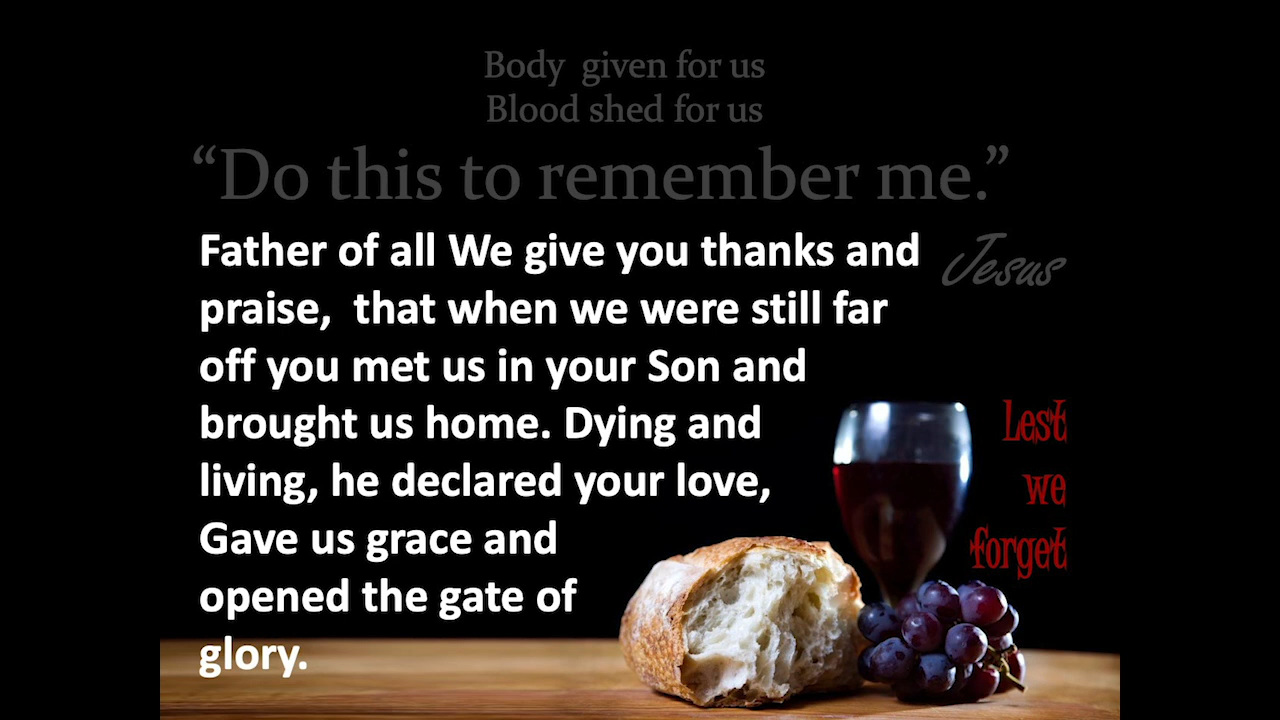 Body  given for us
Blood shed for us
“Do this to remember me.”
Jesus
Father of all We give you thanks and
praise,  that when we were still far
off you met us in your Son and
brought us home. Dying and
living, he declared your love,
Gave us grace and
opened the gate of
glory.
Lest
we
forget